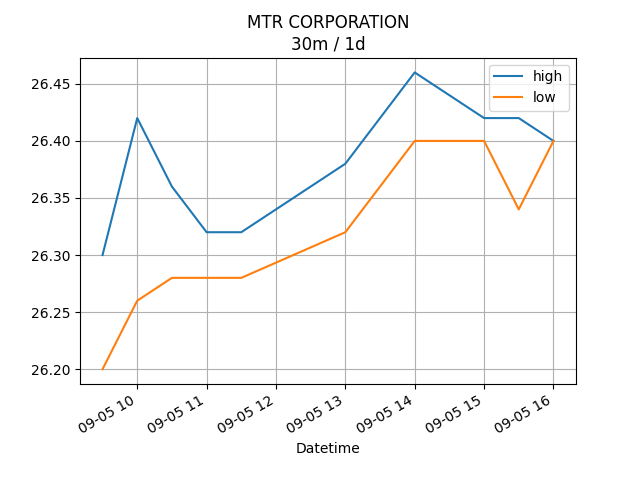 MTR CORPORATION
30m / 1d
high
low
26.45
26.40
26.35
26.30
26.25
26.20
09-05 10
09-05 11
09-05 12
09-05 13
09-05 14
09-05 15
09-05 16
Datetime